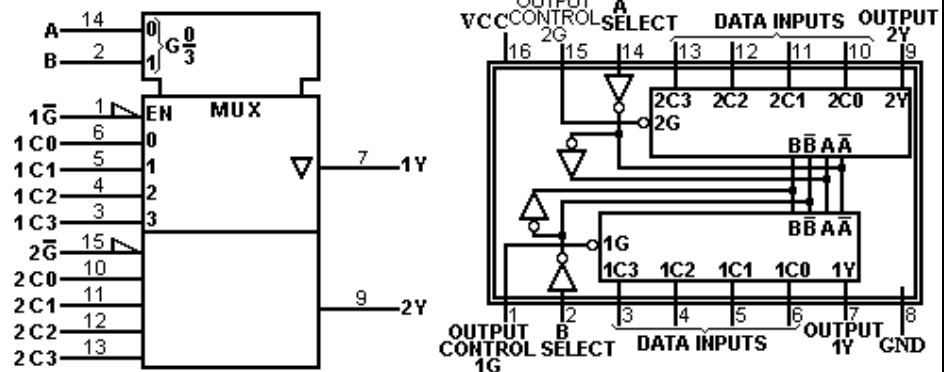 14
A
0
G 0/3
B
2
1
MUX
1G̅
1
EN
1C0
6
0
1C1
5
1
1C2
4
2
1C3
3
3
7
1Y
2G̅
15
2C0
10
2C1
11
2C2
12
2C3
13
9
2Y
OUTPUT A
VCC CONTROL SELECT DATA INPUTS OUTPUT
2G 2Y
16 15 14 13 12 11 10 9
2C3 2C2 2C1 2C0 2Y
2G
B B̅ A A̅
B B̅ A A̅
1G
1C3 1C2 1C1 1C0 1Y
1 2 3 4 5 6 7 8
OUTPUT B DATA INPUTS OUTPUT GND
CONTROL SELECT 1Y
1G